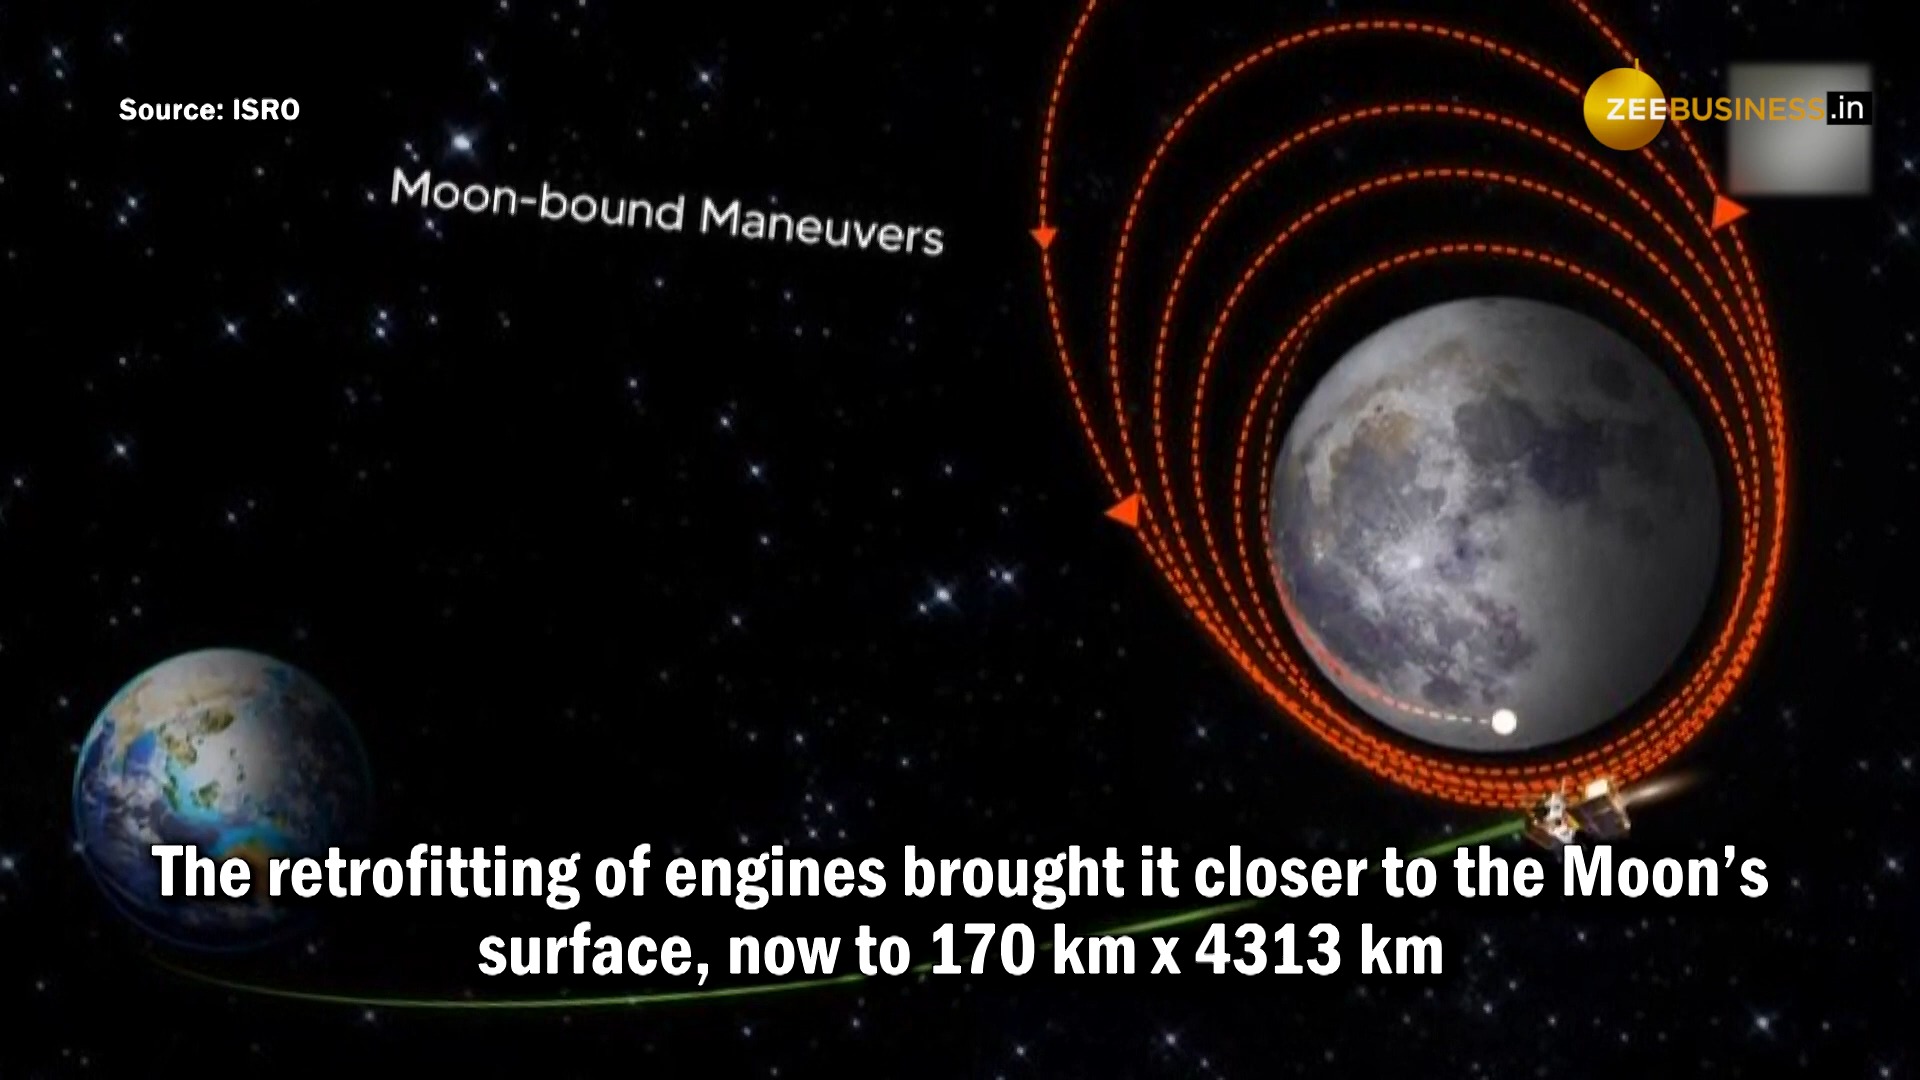 Source: ISRO
ZEEBUSINESS.in
Moon-bound Maneuvers
The retrofitting of engines brought it closer to the Moon’s
surface, now to 170 km x 4313 km